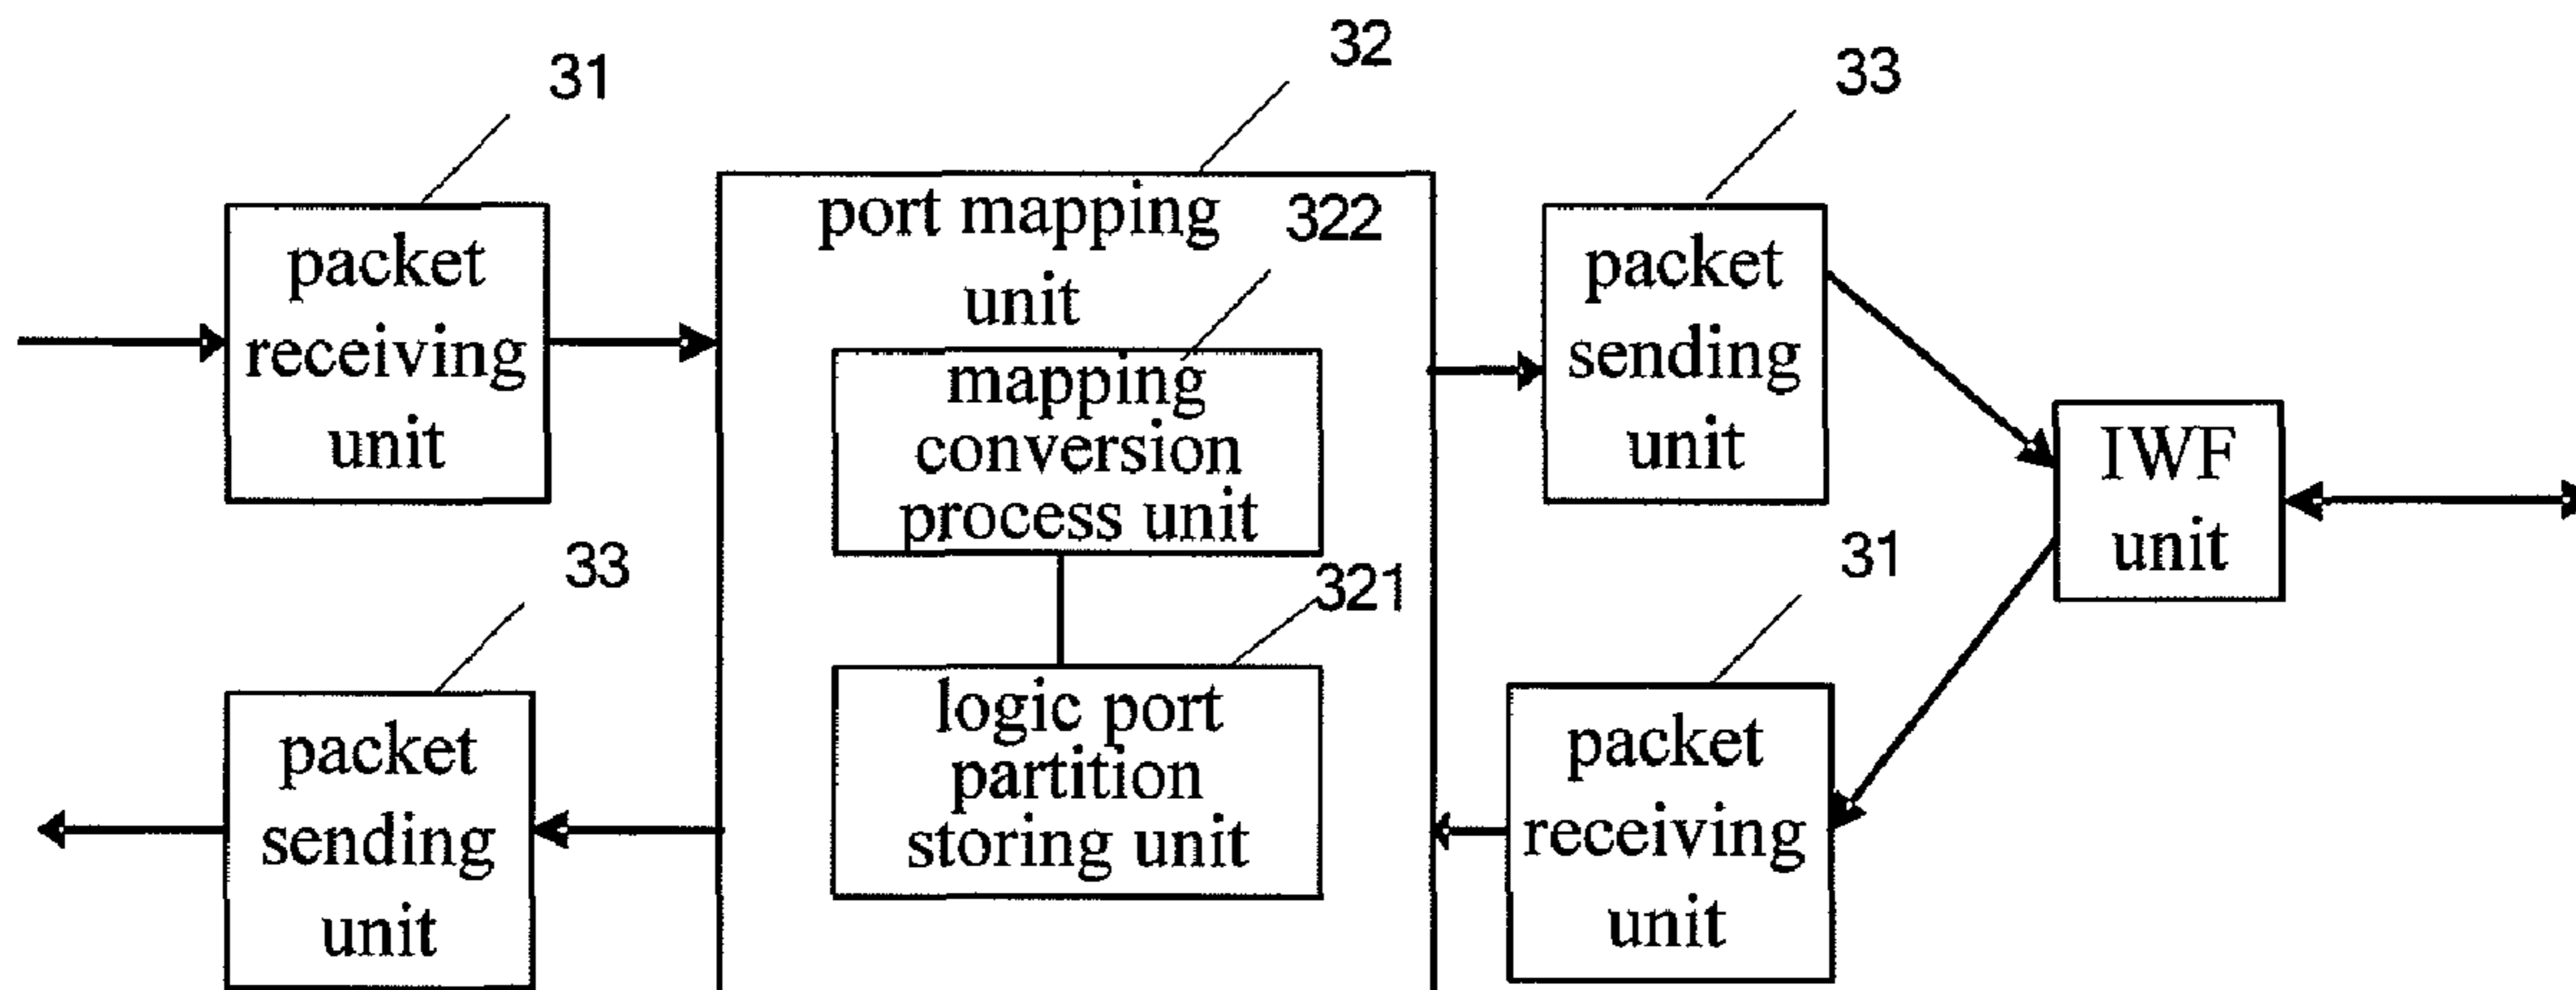 32
31
33
packet
receiving
unit
port mapping
unit
322
mapping
conversion
process unit
321
logic port
partition
storing unit
packet
sending
unit
IWF
unit
33
packet
sending
unit
31
packet
receiving
unit